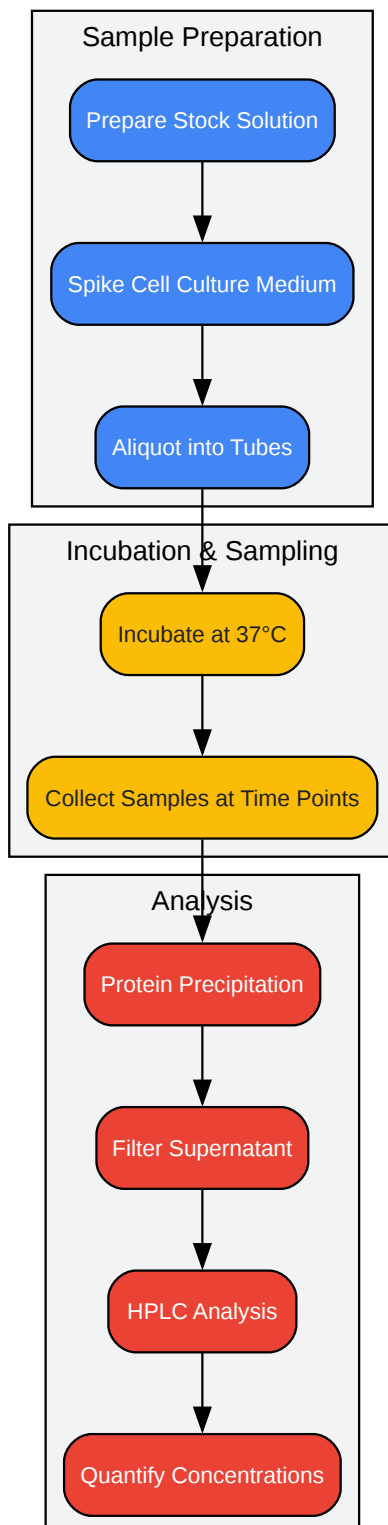 Sample Preparation
Prepare Stock Solution
Spike Cell Culture Medium
Aliquot into Tubes
Incubation & Sampling
Incubate at 37°C
Collect Samples at Time Points
Analysis
Protein Precipitation
Filter Supernatant
HPLC Analysis
Quantify Concentrations